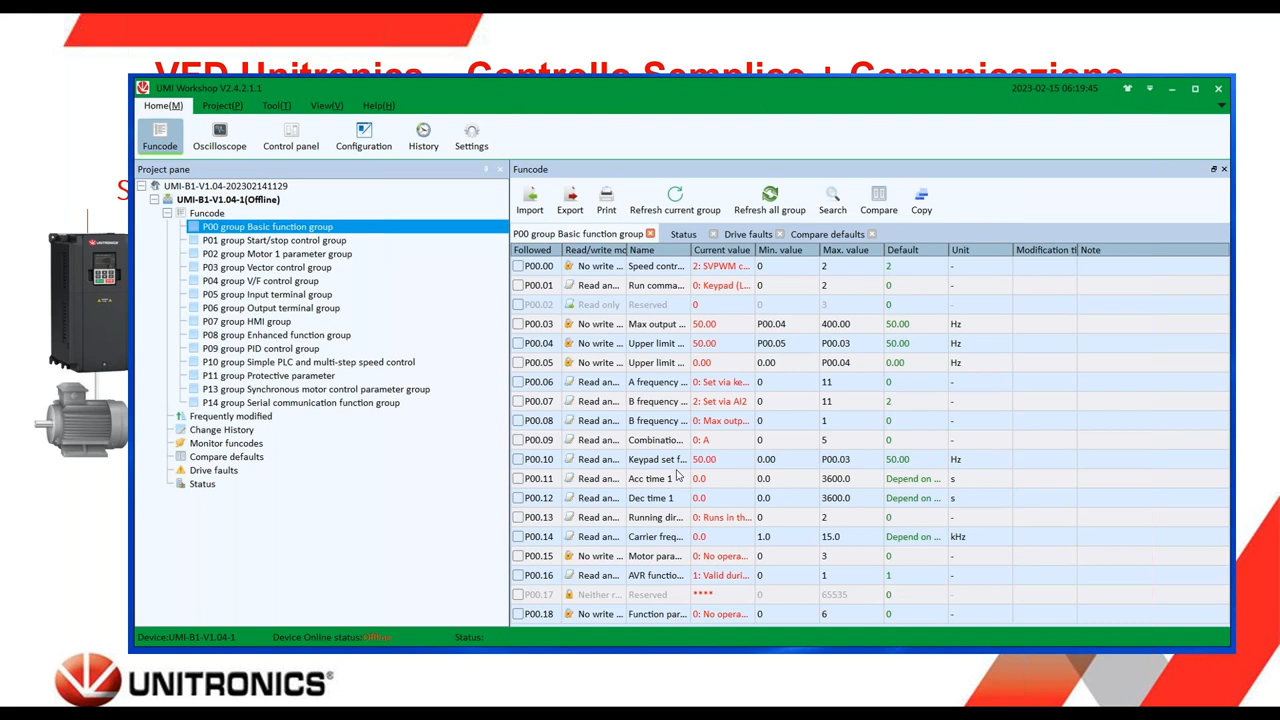 VFD Unitronics – Controllo Semplice + Comunicazione
UMI Workshop V2.4.2.1.1
2023-02-15 06:19:45
Home(M) Project(P) Tool(T) View(V) Help(H)
Funcode Oscilloscope Control panel Configuration History Settings
Project pane
UMI-B1-V1.04-202302141129
UMI-B1-V1.04-1(Offline)
Funcode
P00 group Basic function group
P01 group Start/stop control group
P02 group Motor 1 parameter group
P03 group Vector control group
P04 group V/F control group
P05 group Input terminal group
P06 group Output terminal group
P07 group HMI group
P08 group Enhanced function group
P09 group PID control group
P10 group Simple PLC and multi-step speed control
P11 group Protective parameter
P13 group Synchronous motor control parameter group
P14 group Serial communication function group
Frequently modified
Change History
Monitor funcodes
Compare defaults
Drive faults
Status
Funcode
Import Export Print Refresh current group Refresh all group Search Compare Copy
P00 group Basic function group Status Drive faults Compare defaults
Followed Read/write mo Name Current value Min. value Max. value Default Unit Modification ti Note
P00.00 No write ... Speed contr... 2: SVPWM c... 0 2 2 -
P00.01 Read an... Run comma... 0: Keypad (L... 0 2 0 -
P00.02 Read only Reserved 0 0 3 0 -
P00.03 No write ... Max output ... 50.00 P00.04 400.00 50.00 Hz
P00.04 No write ... Upper limit ... 50.00 P00.05 P00.03 50.00 Hz
P00.05 No write ... Upper limit ... 0.00 0.00 P00.04 0.00 Hz
P00.06 Read an... A frequency ... 0: Set via ke... 0 11 0 -
P00.07 Read an... B frequency ... 2: Set via AI2 0 11 2 -
P00.08 Read an... B frequency ... 0: Max outp... 0 1 0 -
P00.09 Read an... Combinatio... 0: A 0 5 0 -
P00.10 Read an... Keypad set f... 50.00 0.00 P00.03 50.00 Hz
P00.11 Read an... Acc time 1 0.0 0.0 3600.0 Depend on ... s
P00.12 Read an... Dec time 1 0.0 0.0 3600.0 Depend on ... s
P00.13 Read an... Running dir... 0: Runs in th... 0 2 0 -
P00.14 Read an... Carrier freq... 0.0 1.0 15.0 Depend on ... kHz
P00.15 No write ... Motor para... 0: No opera... 0 3 0 -
P00.16 Read an... AVR functio... 1: Valid duri... 0 1 1 -
P00.17 Neither r... Reserved **** 0 65535 0 -
P00.18 No write ... Function par... 0: No opera... 0 6 0 -
Device:UMI-B1-V1.04-1 Device Online status:Offline Status:
UNITRONICS®